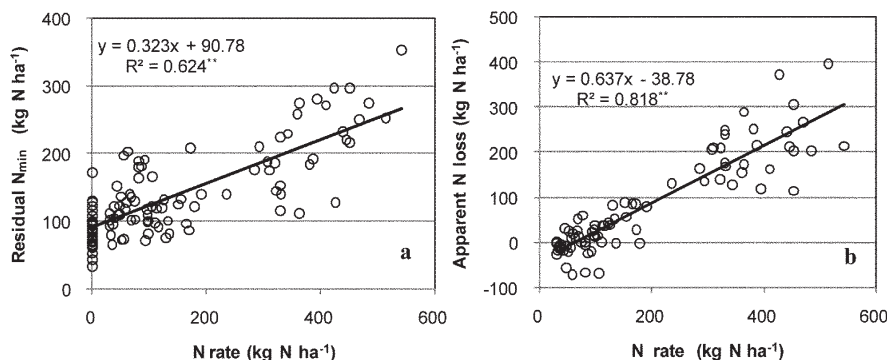 y = 0.323x + 90.78
R² = 0.624**
400
300
200
100
0
Residual Nmin (kg N ha⁻¹)
a
0
200
400
600
N rate (kg N ha⁻¹)
y = 0.637x - 38.78
R² = 0.818**
500
400
300
200
100
0
-100
Apparent N loss (kg N ha⁻¹)
b
0
200
400
600
N rate (kg N ha⁻¹)